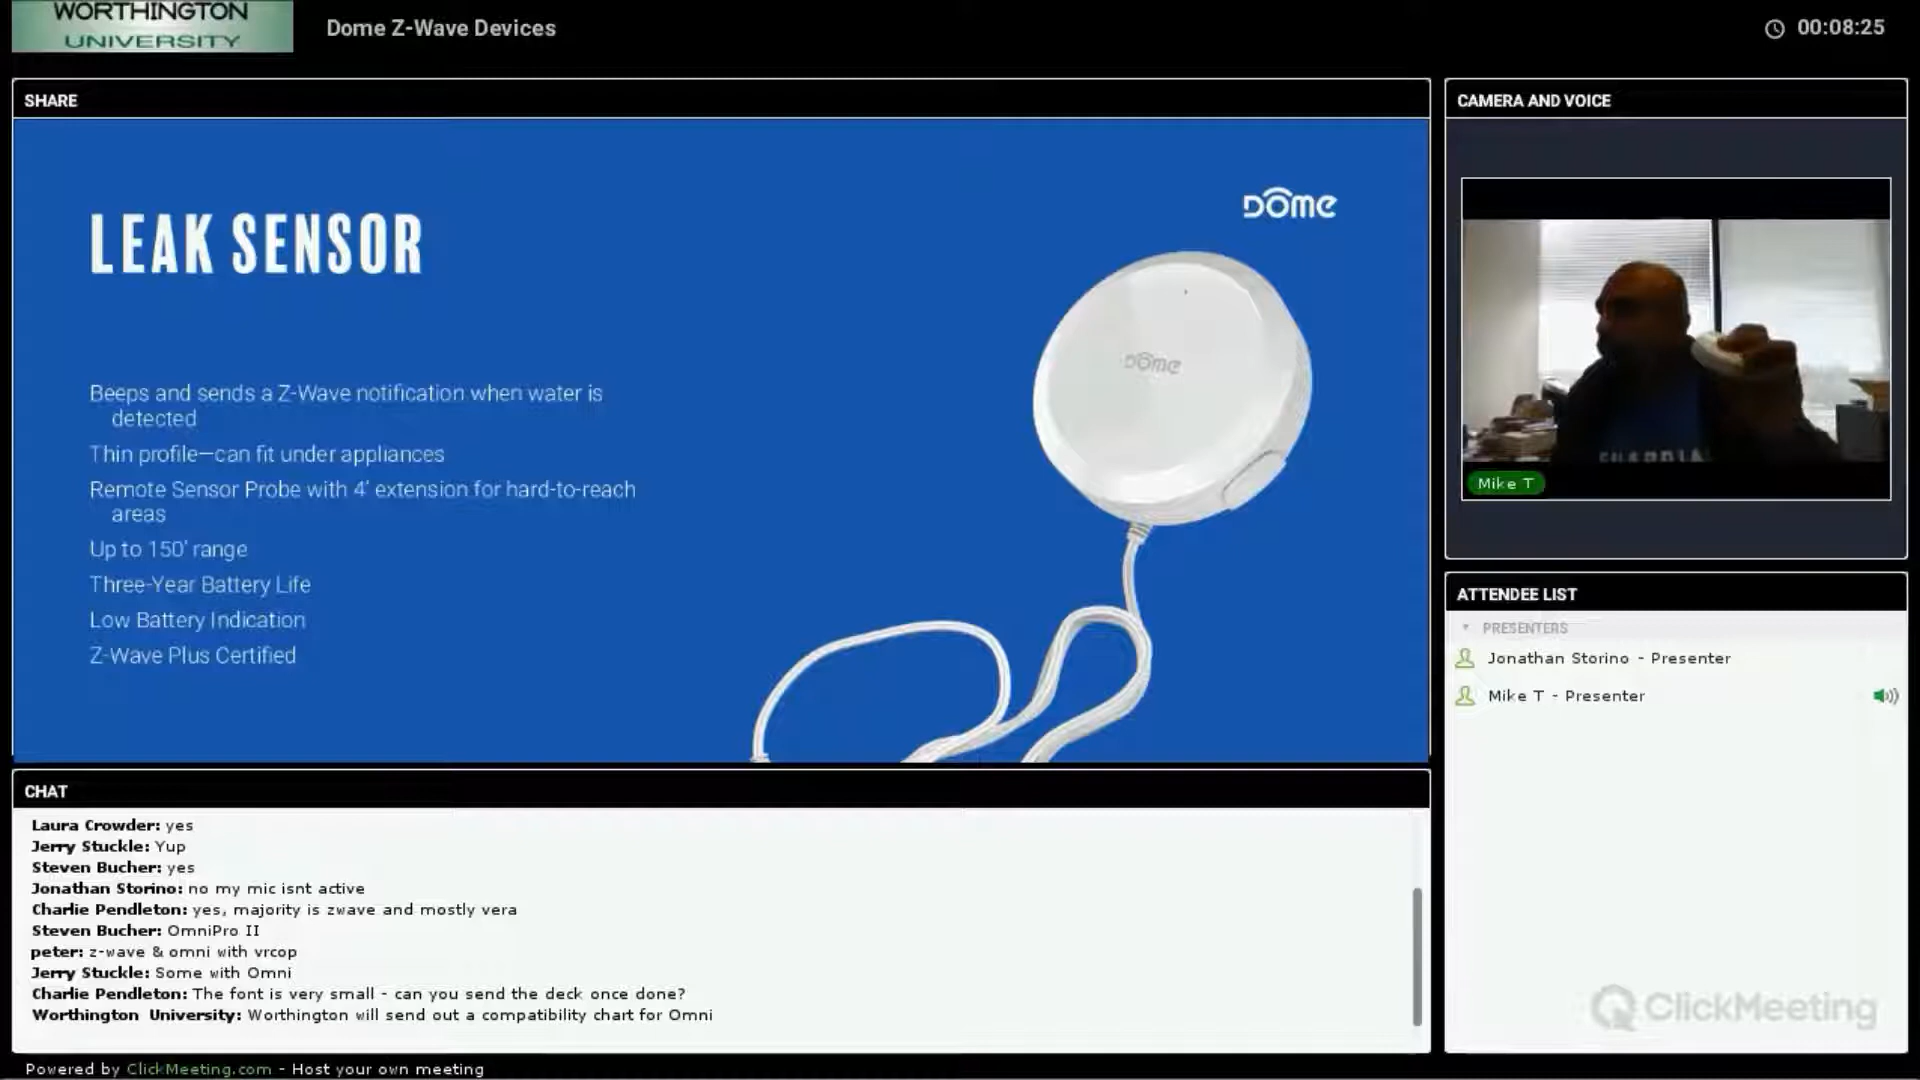 WORTHINGTON
UNIVERSITY
Dome Z-Wave Devices
00:08:25
SHARE
Dome
LEAK SENSOR
Beeps and sends a Z-Wave notification when water is
detected
Thin profile—can fit under appliances
Remote Sensor Probe with 4' extension for hard-to-reach
areas
Up to 150' range
Three-Year Battery Life
Low Battery Indication
Z-Wave Plus Certified
Dome
CAMERA AND VOICE
Mike T
ATTENDEE LIST
PRESENTERS
Jonathan Storino - Presenter
Mike T - Presenter
CHAT
Laura Crowder: yes
Jerry Stuckle: Yup
Steven Bucher: yes
Jonathan Storino: no my mic isnt active
Charlie Pendleton: yes, majority is zwave and mostly vera
Steven Bucher: OmniPro II
peter: z-wave & omni with vrcop
Jerry Stuckle: Some with Omni
Charlie Pendleton: The font is very small - can you send the deck once done?
Worthington University: Worthington will send out a compatibility chart for Omni
ClickMeeting
Powered by ClickMeeting.com - Host your own meeting